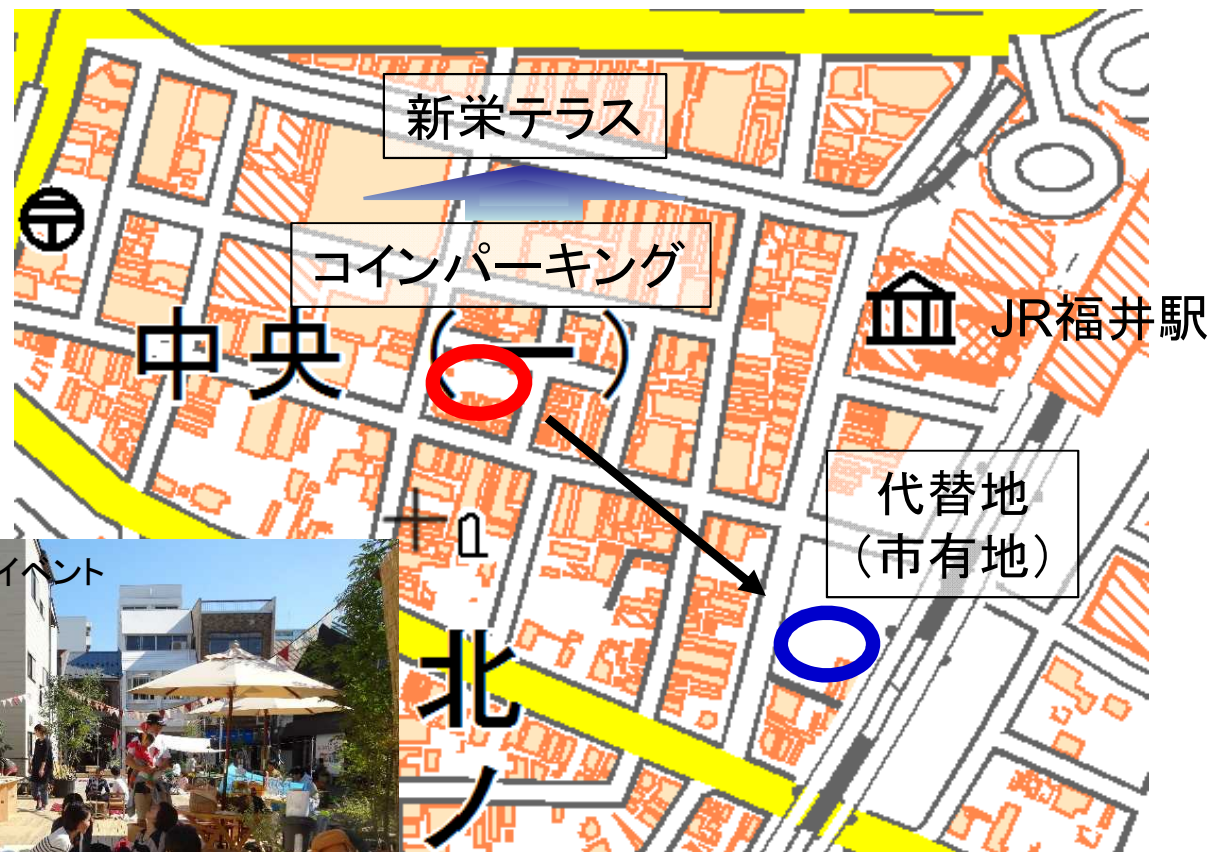 新栄テラス
コインパーキング
中央（一）
JR福井駅
代替地
（市有地）
イベント
北ノ